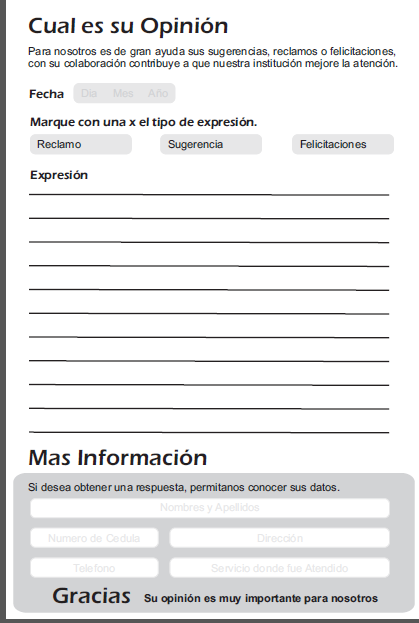 Cual es su Opinión
Para nosotros es de gran ayuda sus sugerencias, reclamos o felicitaciones,
con su colaboración contribuye a que nuestra institución mejore la atención.
Fecha Dia Mes Año
Marque con una x el tipo de expresión.
Reclamo Sugerencia Felicitaciones
Expresión
Mas Información
Si desea obtener una respuesta, permitanos conocer sus datos.
Nombres y Apellidos
Numero de Cedula Dirección
Telefono Servicio donde fue Atendido
Gracias Su opinión es muy importante para nosotros